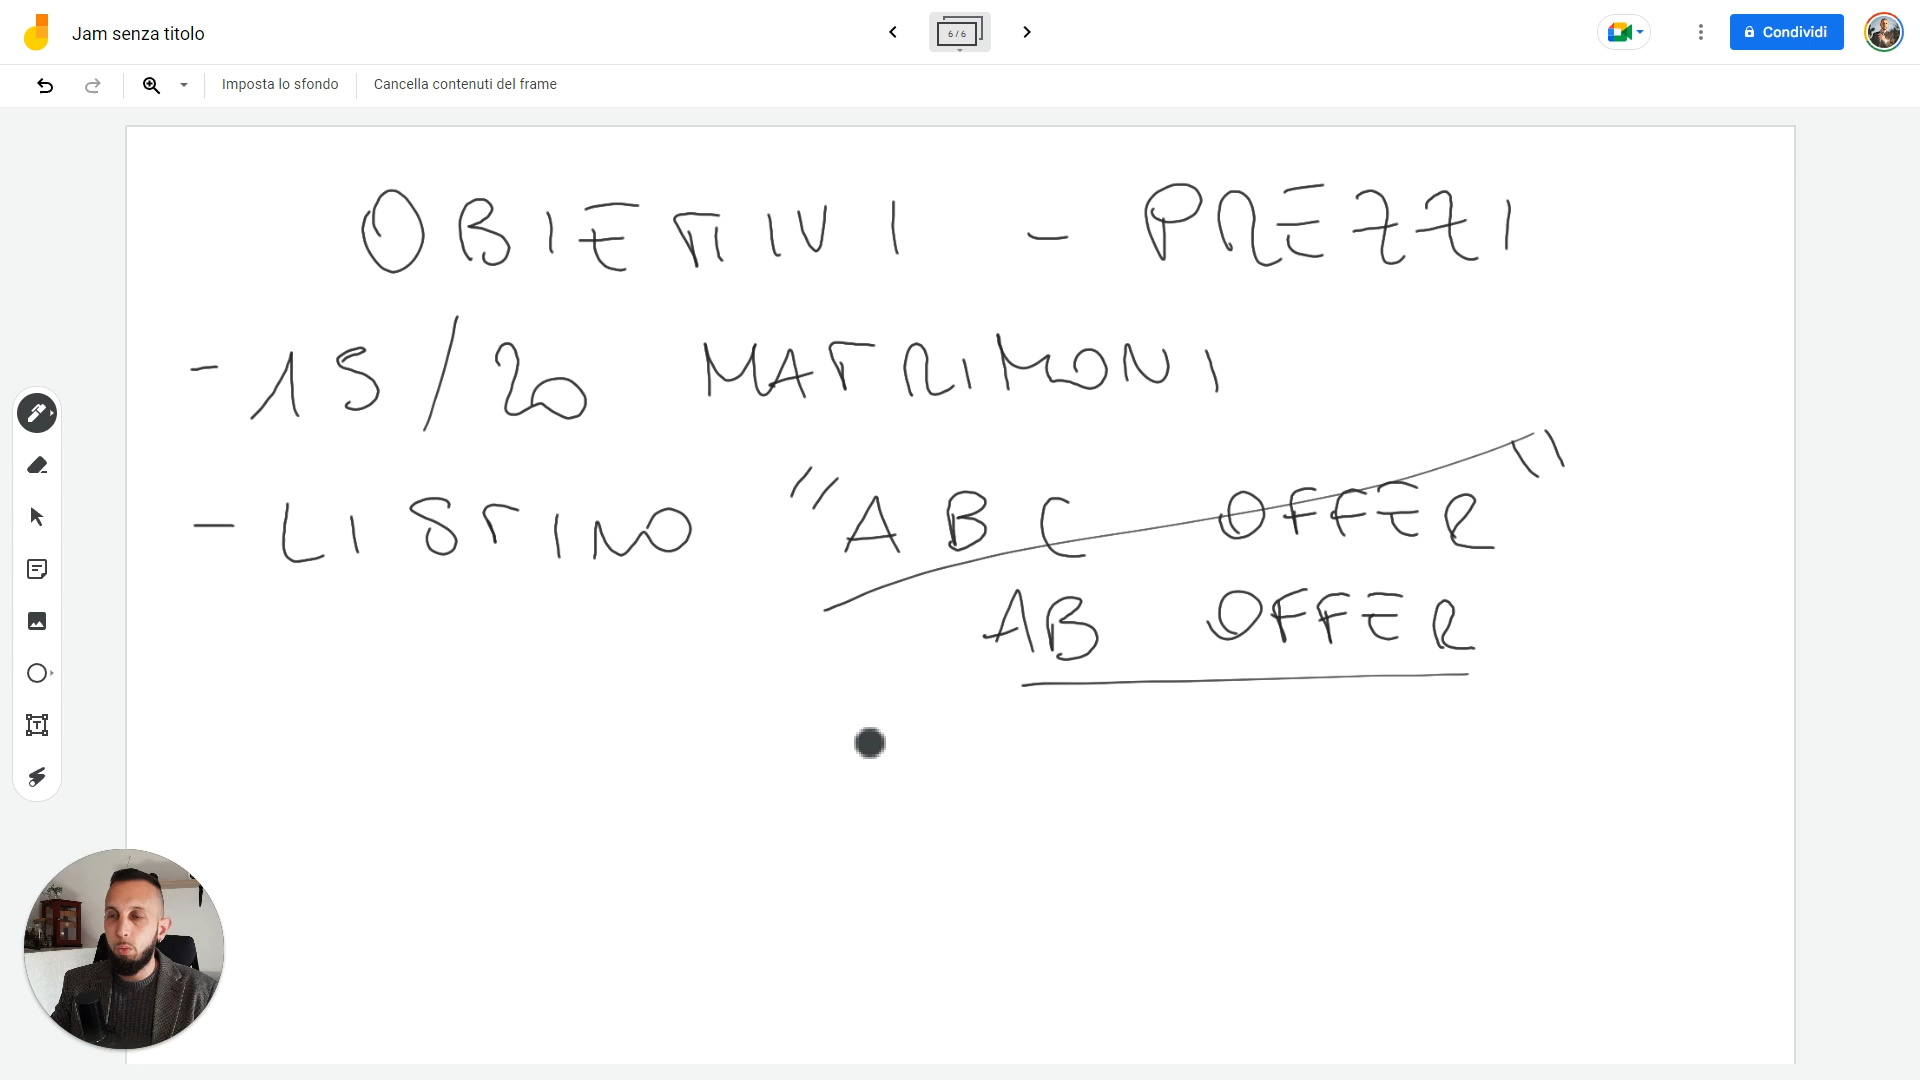 Jam senza titolo
6 / 6
Condividi
Imposta lo sfondo
Cancella contenuti del frame
OBIETTIVI - PREZZI
- 15/20 MATRIMONI
- LISTINO "ABC OFFER"
AB OFFER